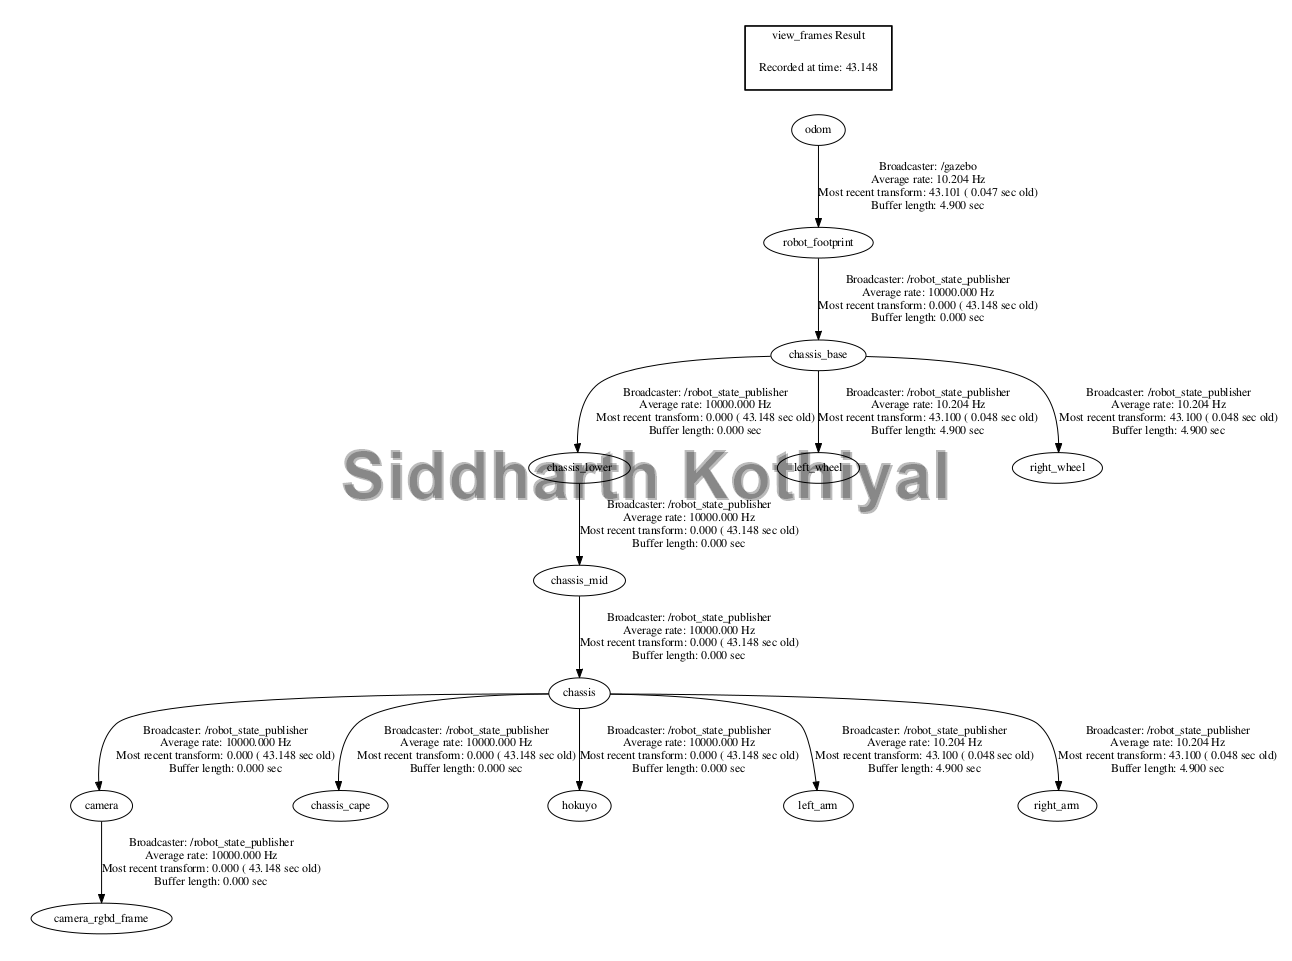 view_frames Result
Recorded at time: 43.148
odom
Broadcaster: /gazebo
Average rate: 10.204 Hz
Most recent transform: 43.101 ( 0.047 sec old)
Buffer length: 4.900 sec
robot_footprint
Broadcaster: /robot_state_publisher
Average rate: 10000.000 Hz
Most recent transform: 0.000 ( 43.148 sec old)
Buffer length: 0.000 sec
chassis_base
Broadcaster: /robot_state_publisher
Average rate: 10000.000 Hz
Most recent transform: 0.000 ( 43.148 sec old)
Buffer length: 0.000 sec
Broadcaster: /robot_state_publisher
Average rate: 10.204 Hz
Most recent transform: 43.100 ( 0.048 sec old)
Buffer length: 4.900 sec
Broadcaster: /robot_state_publisher
Average rate: 10.204 Hz
Most recent transform: 43.100 ( 0.048 sec old)
Buffer length: 4.900 sec
chassis_lower
left_wheel
right_wheel
Siddharth Kothiyal
Broadcaster: /robot_state_publisher
Average rate: 10000.000 Hz
Most recent transform: 0.000 ( 43.148 sec old)
Buffer length: 0.000 sec
chassis_mid
Broadcaster: /robot_state_publisher
Average rate: 10000.000 Hz
Most recent transform: 0.000 ( 43.148 sec old)
Buffer length: 0.000 sec
chassis
Broadcaster: /robot_state_publisher
Average rate: 10000.000 Hz
Most recent transform: 0.000 ( 43.148 sec old)
Buffer length: 0.000 sec
Broadcaster: /robot_state_publisher
Average rate: 10000.000 Hz
Most recent transform: 0.000 ( 43.148 sec old)
Buffer length: 0.000 sec
Broadcaster: /robot_state_publisher
Average rate: 10000.000 Hz
Most recent transform: 0.000 ( 43.148 sec old)
Buffer length: 0.000 sec
Broadcaster: /robot_state_publisher
Average rate: 10.204 Hz
Most recent transform: 43.100 ( 0.048 sec old)
Buffer length: 4.900 sec
Broadcaster: /robot_state_publisher
Average rate: 10.204 Hz
Most recent transform: 43.100 ( 0.048 sec old)
Buffer length: 4.900 sec
camera
chassis_cape
hokuyo
left_arm
right_arm
Broadcaster: /robot_state_publisher
Average rate: 10000.000 Hz
Most recent transform: 0.000 ( 43.148 sec old)
Buffer length: 0.000 sec
camera_rgbd_frame